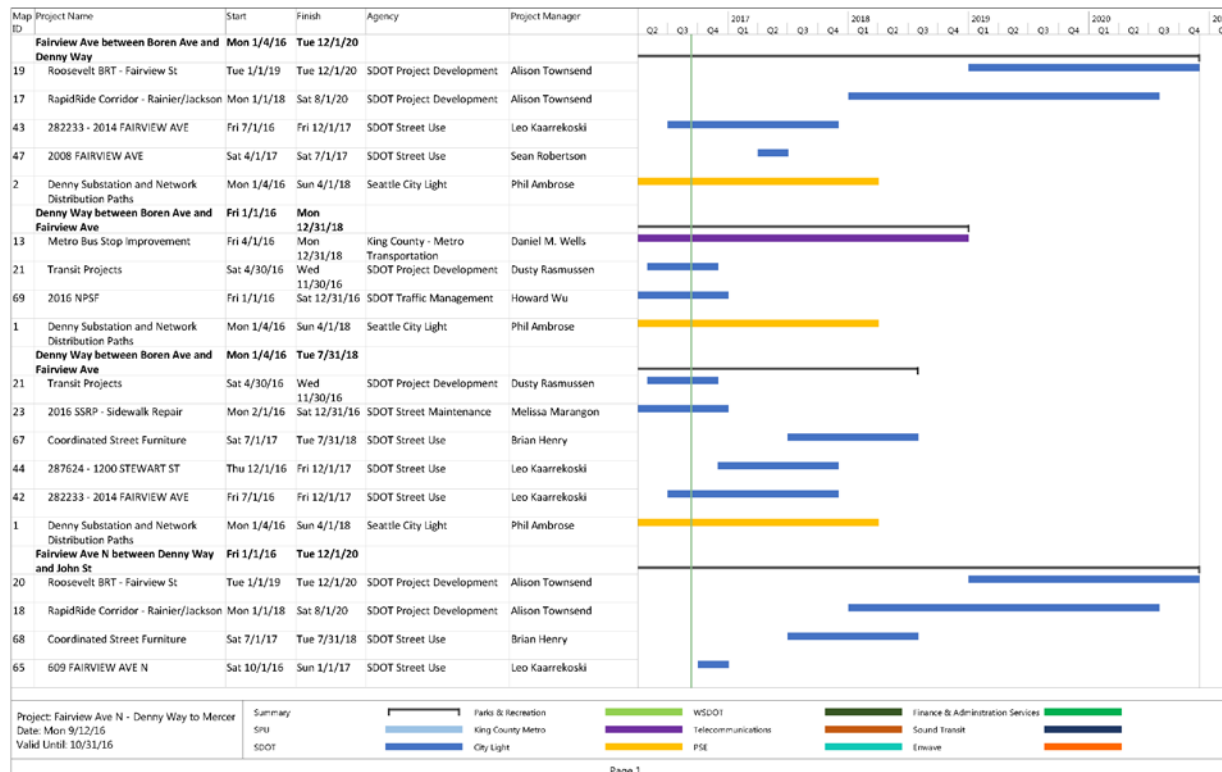 Map Project Name Start Finish Agency Project Manager 2017 2018 2019 2020 20
ID Q2 Q3 Q4 Q1 Q2 Q3 Q4 Q1 Q2 Q3 Q4 Q1 Q2 Q3 Q4 Q1 Q2 Q3 Q4
Fairview Ave between Boren Ave and Mon 1/4/16 Tue 12/1/20
Denny Way
19 Roosevelt BRT - Fairview St Tue 1/1/19 Tue 12/1/20 SDOT Project Development Alison Townsend
17 RapidRide Corridor - Rainier/Jackson Mon 1/1/18 Sat 8/1/20 SDOT Project Development Alison Townsend
43 282233 - 2014 FAIRVIEW AVE Fri 7/1/16 Fri 12/1/17 SDOT Street Use Leo Kaarrekoski
47 2008 FAIRVIEW AVE Sat 4/1/17 Sat 7/1/17 SDOT Street Use Sean Robertson
2 Denny Substation and Network Mon 1/4/16 Sun 4/1/18 Seattle City Light Phil Ambrose
Distribution Paths
Denny Way between Boren Ave and Fri 1/1/16 Mon
Fairview Ave 12/31/18
13 Metro Bus Stop Improvement Fri 4/1/16 Mon King County - Metro Daniel M. Wells
12/31/18 Transportation
21 Transit Projects Sat 4/30/16 Wed SDOT Project Development Dusty Rasmussen
11/30/16
69 2016 NPSF Fri 1/1/16 Sat 12/31/16 SDOT Traffic Management Howard Wu
1 Denny Substation and Network Mon 1/4/16 Sun 4/1/18 Seattle City Light Phil Ambrose
Distribution Paths
Denny Way between Boren Ave and Mon 1/4/16 Tue 7/31/18
Fairview Ave
21 Transit Projects Sat 4/30/16 Wed SDOT Project Development Dusty Rasmussen
11/30/16
23 2016 SSRP - Sidewalk Repair Mon 2/1/16 Sat 12/31/16 SDOT Street Maintenance Melissa Marangon
67 Coordinated Street Furniture Sat 7/1/17 Tue 7/31/18 SDOT Street Use Brian Henry
44 287624 - 1200 STEWART ST Thu 12/1/16 Fri 12/1/17 SDOT Street Use Leo Kaarrekoski
42 282233 - 2014 FAIRVIEW AVE Fri 7/1/16 Fri 12/1/17 SDOT Street Use Leo Kaarrekoski
1 Denny Substation and Network Mon 1/4/16 Sun 4/1/18 Seattle City Light Phil Ambrose
Distribution Paths
Fairview Ave N between Denny Way Fri 1/1/16 Tue 12/1/20
and John St
20 Roosevelt BRT - Fairview St Tue 1/1/19 Tue 12/1/20 SDOT Project Development Alison Townsend
18 RapidRide Corridor - Rainier/Jackson Mon 1/1/18 Sat 8/1/20 SDOT Project Development Alison Townsend
68 Coordinated Street Furniture Sat 7/1/17 Tue 7/31/18 SDOT Street Use Brian Henry
65 609 FAIRVIEW AVE N Sat 10/1/16 Sun 1/1/17 SDOT Street Use Leo Kaarrekoski
Project: Fairview Ave N - Denny Way to Mercer
Date: Mon 9/12/16
Valid Until: 10/31/16
Summary Parks & Recreation WSDOT Finance & Adminstration Services
SPU King County Metro Telecommunications Sound Transit
SDOT City Light PSE Enwave
Page 1